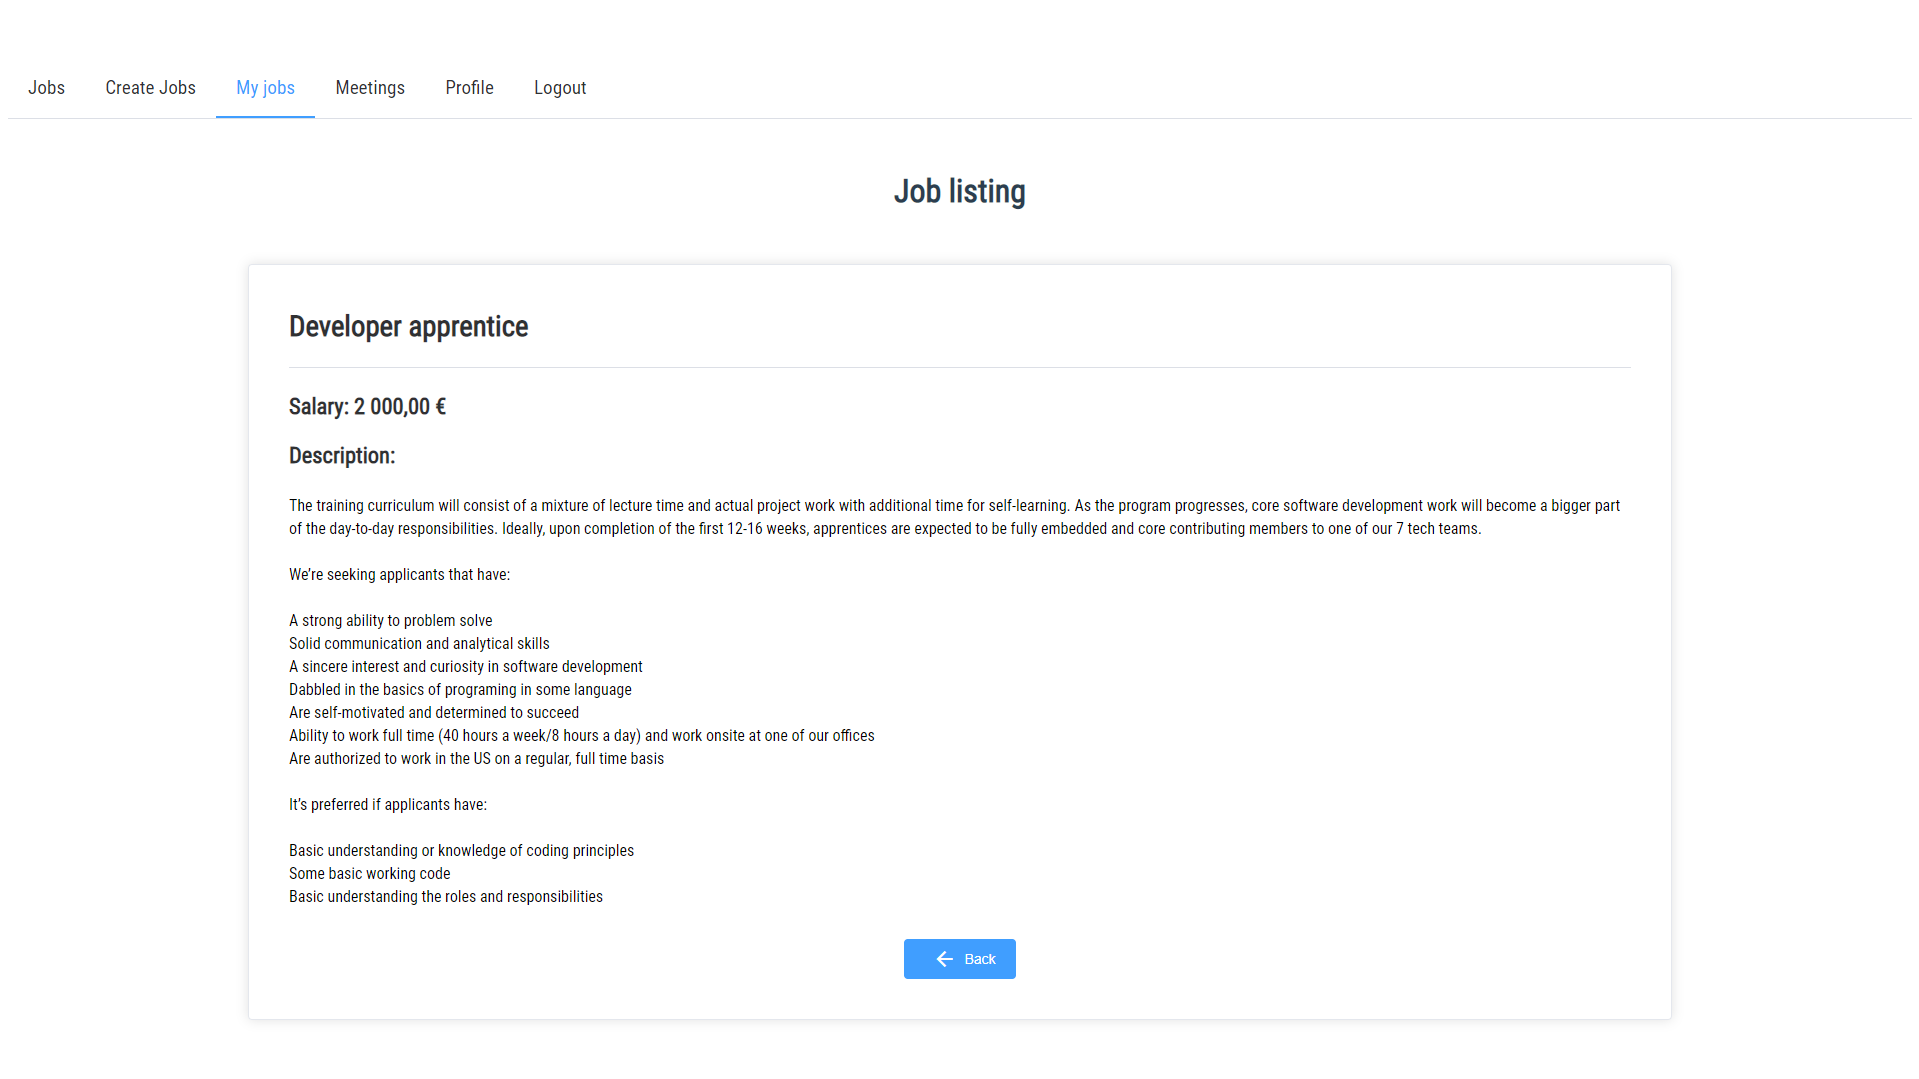 Jobs Create Jobs My jobs Meetings Profile Logout
Job listing
Developer apprentice
Salary: 2 000,00 €
Description:
The training curriculum will consist of a mixture of lecture time and actual project work with additional time for self-learning. As the program progresses, core software development work will become a bigger part
of the day-to-day responsibilities. Ideally, upon completion of the first 12-16 weeks, apprentices are expected to be fully embedded and core contributing members to one of our 7 tech teams.
We’re seeking applicants that have:
A strong ability to problem solve
Solid communication and analytical skills
A sincere interest and curiosity in software development
Dabbled in the basics of programing in some language
Are self-motivated and determined to succeed
Ability to work full time (40 hours a week/8 hours a day) and work onsite at one of our offices
Are authorized to work in the US on a regular, full time basis
It’s preferred if applicants have:
Basic understanding or knowledge of coding principles
Some basic working code
Basic understanding the roles and responsibilities
Back